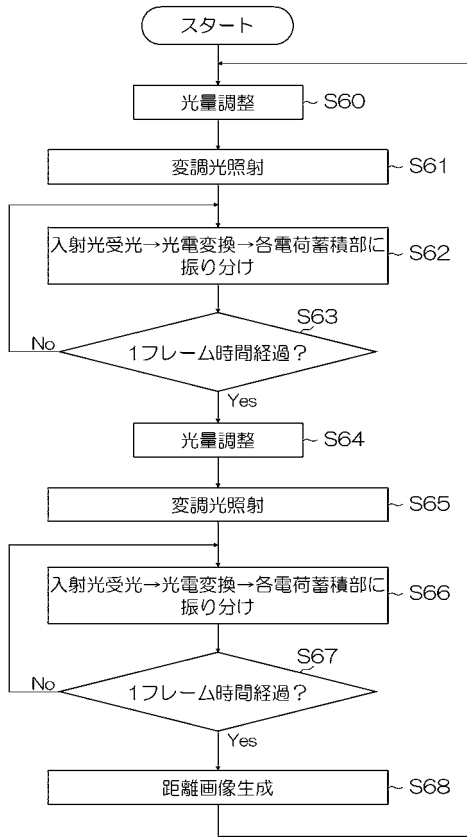 スタート
光量調整
S60
変調光照射
S61
入射光受光→光電変換→各電荷蓄積部に
振り分け
S62
S63
1フレーム時間経過?
No
Yes
光量調整
S64
変調光照射
S65
入射光受光→光電変換→各電荷蓄積部に
振り分け
S66
S67
1フレーム時間経過?
No
Yes
距離画像生成
S68